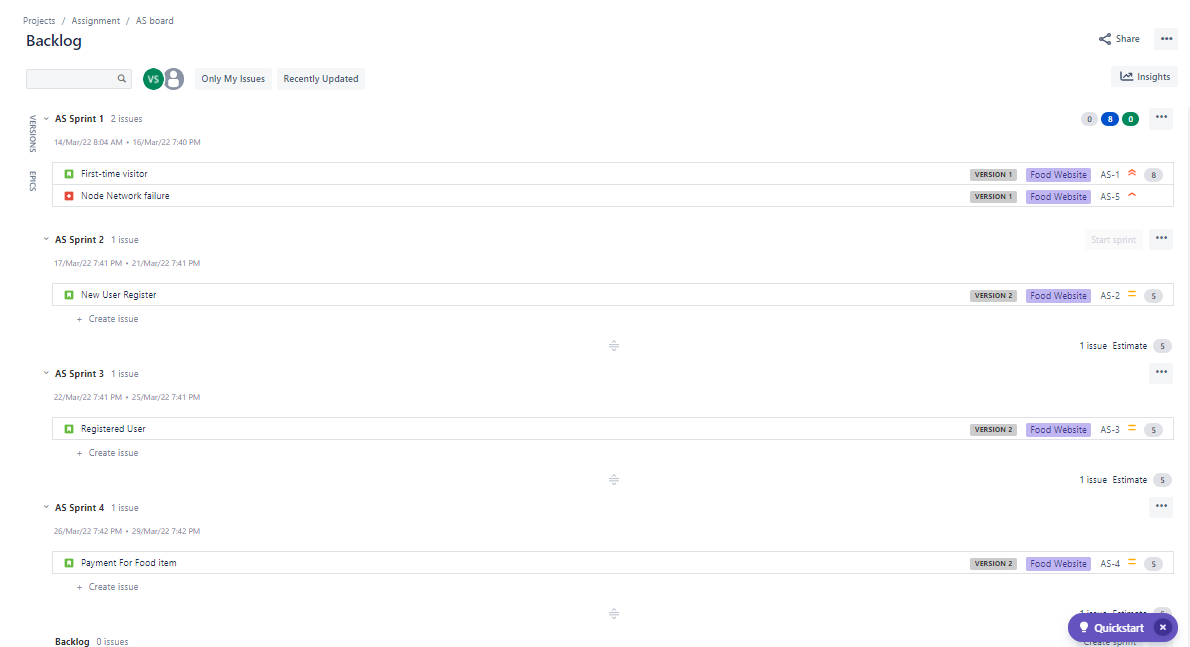 Projects / Assignment / AS board
Backlog
Share
VS
Only My Issues
Recently Updated
Insights
VERSIONS
EPICS
AS Sprint 1 2 issues
0 8 0
14/Mar/22 8:04 AM • 16/Mar/22 7:40 PM
First-time visitor VERSION 1 Food Website AS-1 8
Node Network failure VERSION 1 Food Website AS-5
AS Sprint 2 1 issue
Start sprint
17/Mar/22 7:41 PM • 21/Mar/22 7:41 PM
New User Register VERSION 2 Food Website AS-2 5
+ Create issue
1 issue Estimate 5
AS Sprint 3 1 issue
22/Mar/22 7:41 PM • 25/Mar/22 7:41 PM
Registered User VERSION 2 Food Website AS-3 5
+ Create issue
1 issue Estimate 5
AS Sprint 4 1 issue
26/Mar/22 7:42 PM • 29/Mar/22 7:42 PM
Payment For Food item VERSION 2 Food Website AS-4 5
+ Create issue
1 issue Estimate 5
Quickstart
Backlog 0 issues
Create sprint